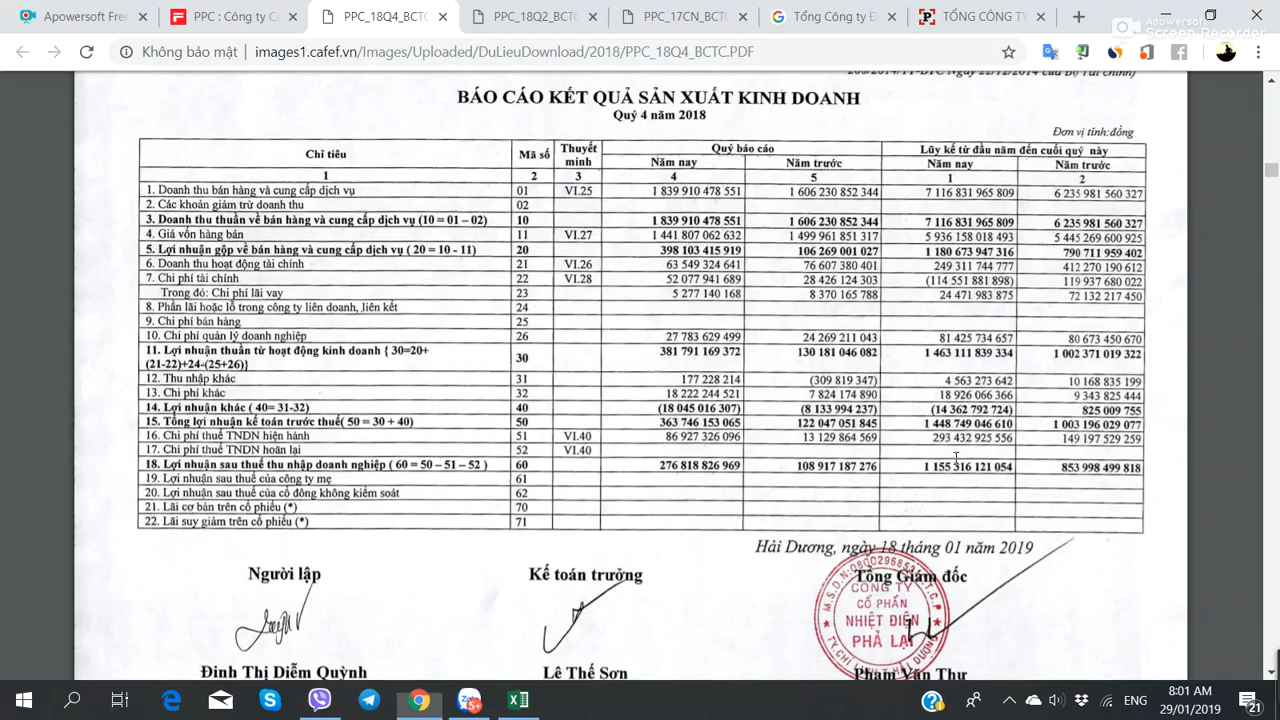 Apowersoft Free
PPC : Công ty C
PPC_18Q4_BCTC
PPC_18Q2_BCTC
PPC_17CN_BCTC
Tổng Công ty Đi
TỔNG CÔNG TY
Apowersoft
Screen Recorder
Không bảo mật | images1.cafef.vn/Images/Uploaded/DuLieuDownload/2018/PPC_18Q4_BCTC.PDF
200/2014/TT-BTC Ngày 22/12/2014 của Bộ Tài chính)
BÁO CÁO KẾT QUẢ SẢN XUẤT KINH DOANH
Quý 4 năm 2018
Đơn vị tính:đồng
Chỉ tiêu Mã số Thuyết minh Quý báo cáo Lũy kế từ đầu năm đến cuối quý này
Năm nay Năm trước Năm nay Năm trước
1 2 3 4 5 1 2
1. Doanh thu bán hàng và cung cấp dịch vụ 01 VI.25 1 839 910 478 551 1 606 230 852 344 7 116 831 965 809 6 235 981 560 327
2. Các khoản giảm trừ doanh thu 02
3. Doanh thu thuần về bán hàng và cung cấp dịch vụ (10 = 01 – 02) 10 1 839 910 478 551 1 606 230 852 344 7 116 831 965 809 6 235 981 560 327
4. Giá vốn hàng bán 11 VI.27 1 441 807 062 632 1 499 961 851 317 5 936 158 018 493 5 445 269 600 925
5. Lợi nhuận gộp về bán hàng và cung cấp dịch vụ ( 20 = 10 - 11) 20 398 103 415 919 106 269 001 027 1 180 673 947 316 790 711 959 402
6. Doanh thu hoạt động tài chính 21 VI.26 63 549 324 641 76 607 380 401 249 311 744 777 412 270 190 612
7. Chi phí tài chính 22 VI.28 52 077 941 689 28 426 124 303 (114 551 881 898) 119 937 680 022
Trong đó: Chi phí lãi vay 23 5 277 140 168 8 370 165 788 24 471 983 875 72 132 217 450
8. Phần lãi hoặc lỗ trong công ty liên doanh, liên kết 24
9. Chi phí bán hàng 25
10. Chi phí quản lý doanh nghiệp 26 27 783 629 499 24 269 211 043 81 425 734 657 80 673 450 670
11. Lợi nhuận thuần từ hoạt động kinh doanh { 30=20+
(21-22)+24-(25+26)} 30 381 791 169 372 130 181 046 082 1 463 111 839 334 1 002 371 019 322
12. Thu nhập khác 31 177 228 214 (309 819 347) 4 563 273 642 10 168 835 199
13. Chi phí khác 32 18 222 244 521 7 824 174 890 18 926 066 366 9 343 825 444
14. Lợi nhuận khác ( 40= 31-32) 40 (18 045 016 307) (8 133 994 237) (14 362 792 724) 825 009 755
15. Tổng lợi nhuận kế toán trước thuế( 50 = 30 + 40) 50 363 746 153 065 122 047 051 845 1 448 749 046 610 1 003 196 029 077
16. Chi phí thuế TNDN hiện hành 51 VI.40 86 927 326 096 13 129 864 569 293 432 925 556 149 197 529 259
17. Chi phí thuế TNDN hoãn lại 52 VI.40
18. Lợi nhuận sau thuế thu nhập doanh nghiệp ( 60 = 50 – 51 – 52 ) 60 276 818 826 969 108 917 187 276 1 155 316 121 054 853 998 499 818
19. Lợi nhuận sau thuế của công ty mẹ 61
20. Lợi nhuận sau thuế của cổ đông không kiểm soát 62
21. Lãi cơ bản trên cổ phiếu (*) 70
22. Lãi suy giảm trên cổ phiếu (*) 71
Hải Dương, ngày 18 tháng 01 năm 2019
Người lập Kế toán trưởng Tổng Giám đốc
CÔNG TY
CỔ PHẦN
NHIỆT ĐIỆN
PHẢ LẠI
Đinh Thị Diễm Quỳnh Lê Thế Sơn Phạm Văn Thư
ENG
8:01 AM
29/01/2019
21